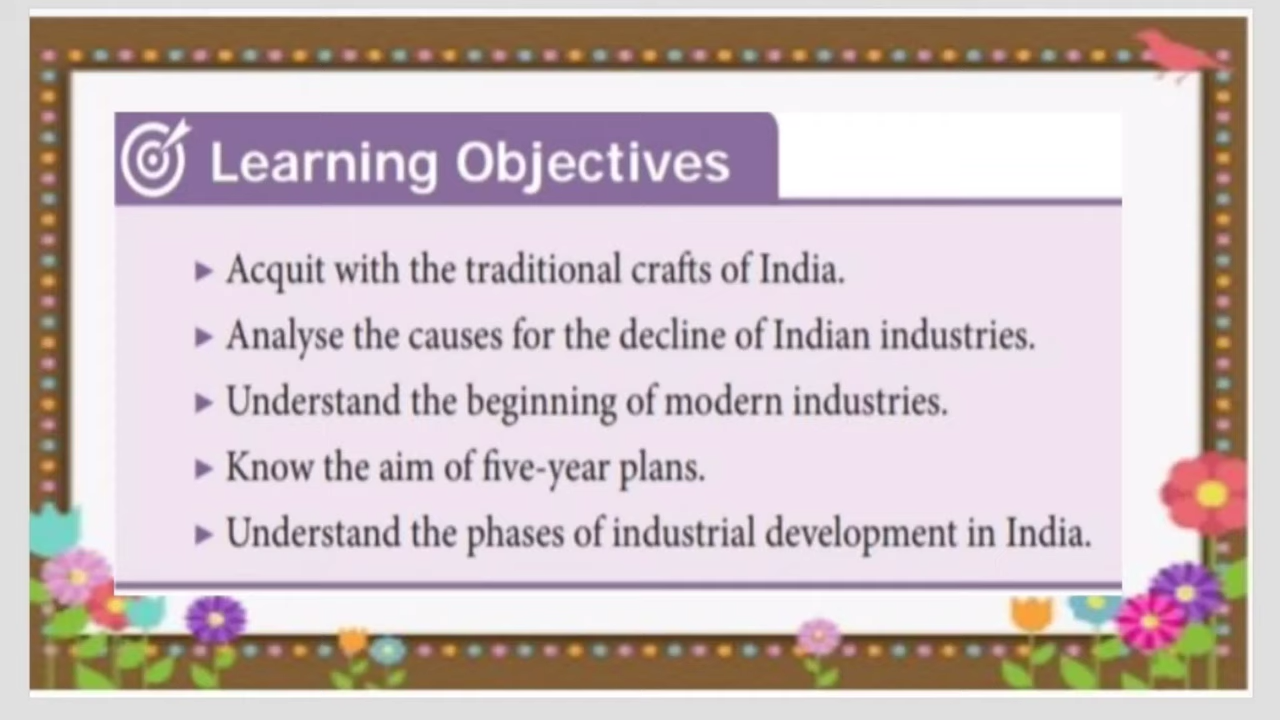 Learning Objectives
Acquit with the traditional crafts of India.
Analyse the causes for the decline of Indian industries.
Understand the beginning of modern industries.
Know the aim of five-year plans.
Understand the phases of industrial development in India.